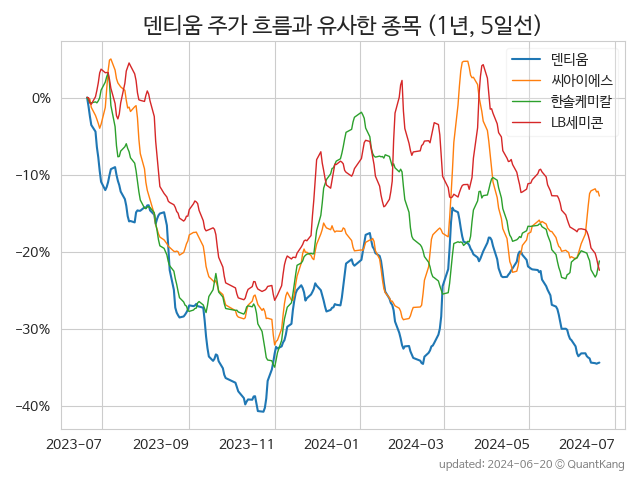 덴티움 주가 흐름과 유사한 종목 (1년, 5일선)
덴티움
씨아이에스
한솔케미칼
LB세미콘
0%
−10%
−20%
−30%
−40%
2023-07 2023-09 2023-11 2024-01 2024-03 2024-05 2024-07
updated: 2024-06-20 © QuantKang